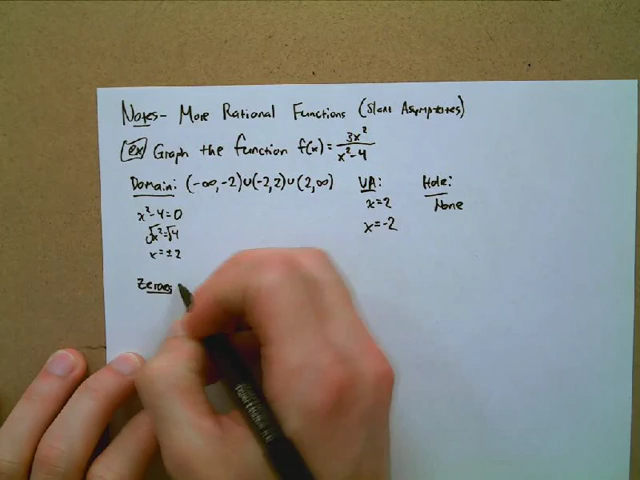 Notes- More Rational Functions (Slant Asymptotes)
ex Graph the function f(x) = 3x²/(x²-4)
Domain: (-∞,-2)∪(-2,2)∪(2,∞) VA: Hole:
x²-4=0 x=2 None
√x²=√4 x=-2
x=±2
Zeroes